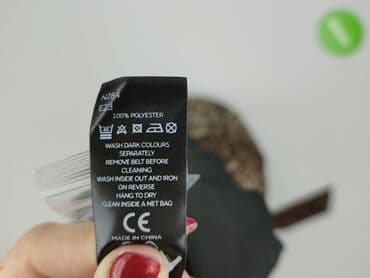 N264
E23
100% POLYESTER
WASH DARK COLOURS
SEPARATELY
REMOVE BELT BEFORE
CLEANING
WASH INSIDE OUT AND IRON
ON REVERSE
HANG TO DRY
CLEAN INSIDE A NET BAG
CE
MADE IN CHINA